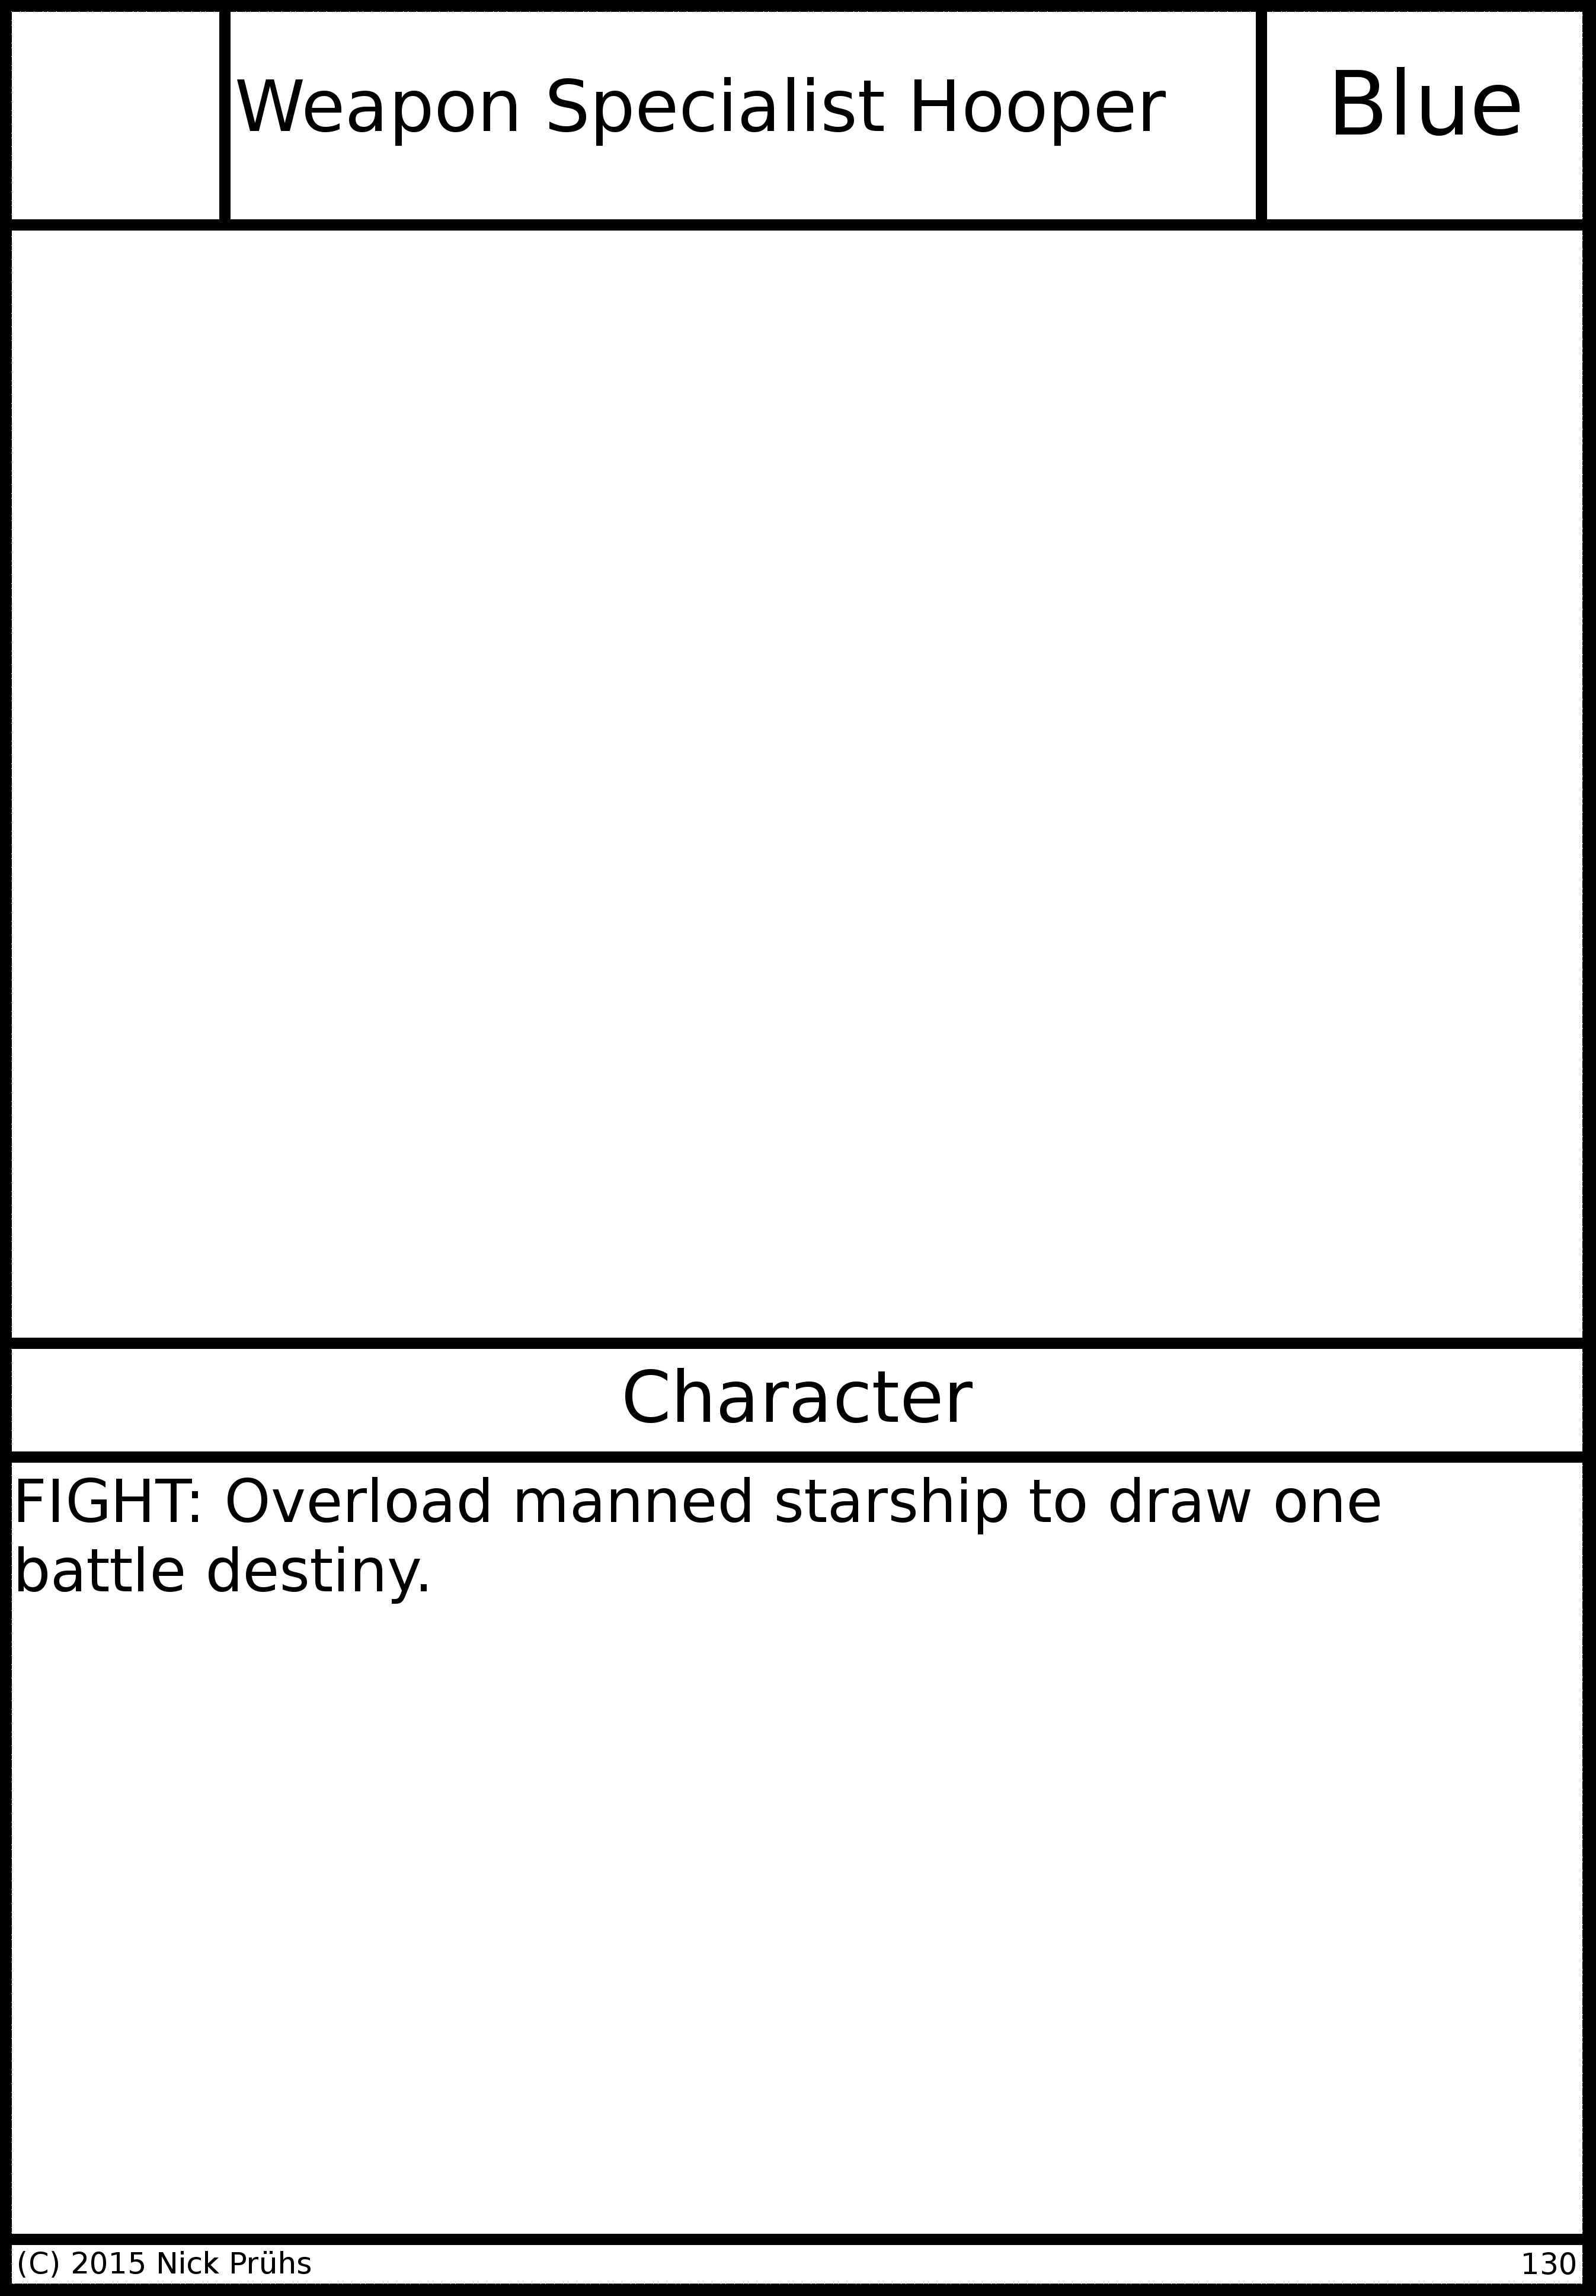 Weapon Specialist Hooper
Blue
Character
FIGHT: Overload manned starship to draw one
battle destiny.
(C) 2015 Nick Prühs
130